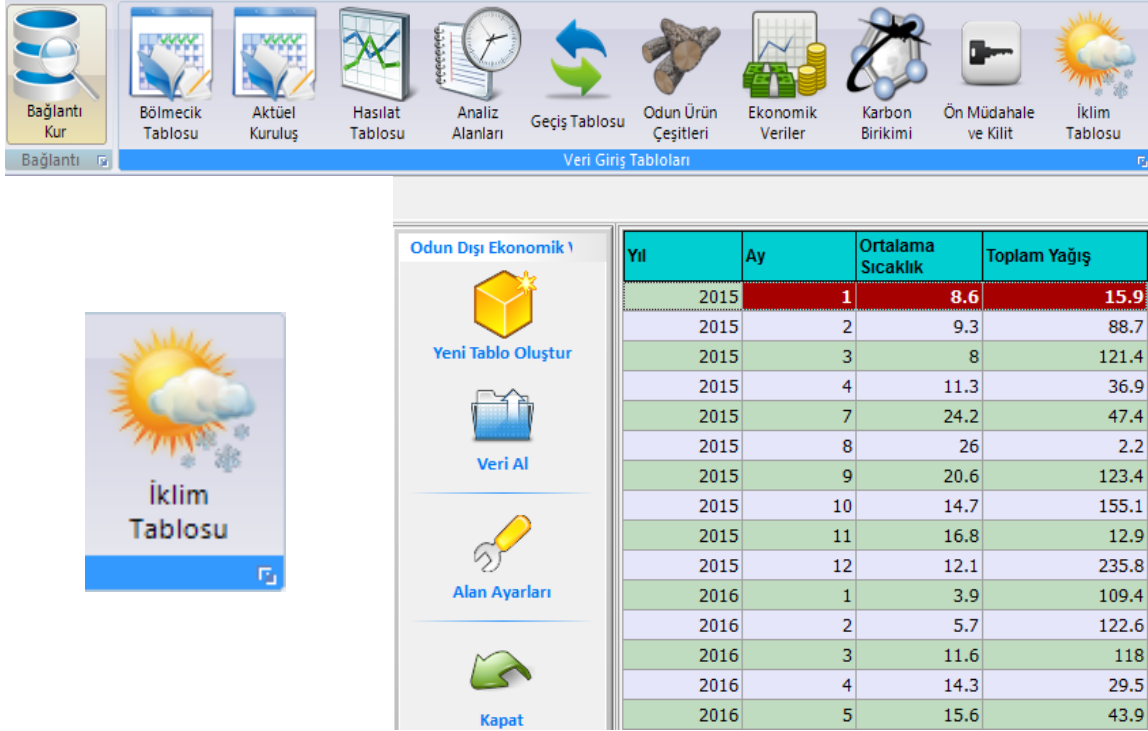 Bağlantı
Kur
Bölmecik
Tablosu
Aktüel
Kuruluş
Hasılat
Tablosu
Analiz
Alanları
Geçiş Tablosu
Odun Ürün
Çeşitleri
Ekonomik
Veriler
Karbon
Birikimi
Ön Müdahale
ve Kilit
İklim
Tablosu
Bağlantı
Veri Giriş Tabloları
İklim
Tablosu
Odun Dışı Ekonomik
Yeni Tablo Oluştur
Veri Al
Alan Ayarları
Kapat
Yıl Ay Ortalama Sıcaklık Toplam Yağış
2015 1 8.6 15.9
2015 2 9.3 88.7
2015 3 8 121.4
2015 4 11.3 36.9
2015 7 24.2 47.4
2015 8 26 2.2
2015 9 20.6 123.4
2015 10 14.7 155.1
2015 11 16.8 12.9
2015 12 12.1 235.8
2016 1 3.9 109.4
2016 2 5.7 122.6
2016 3 11.6 118
2016 4 14.3 29.5
2016 5 15.6 43.9